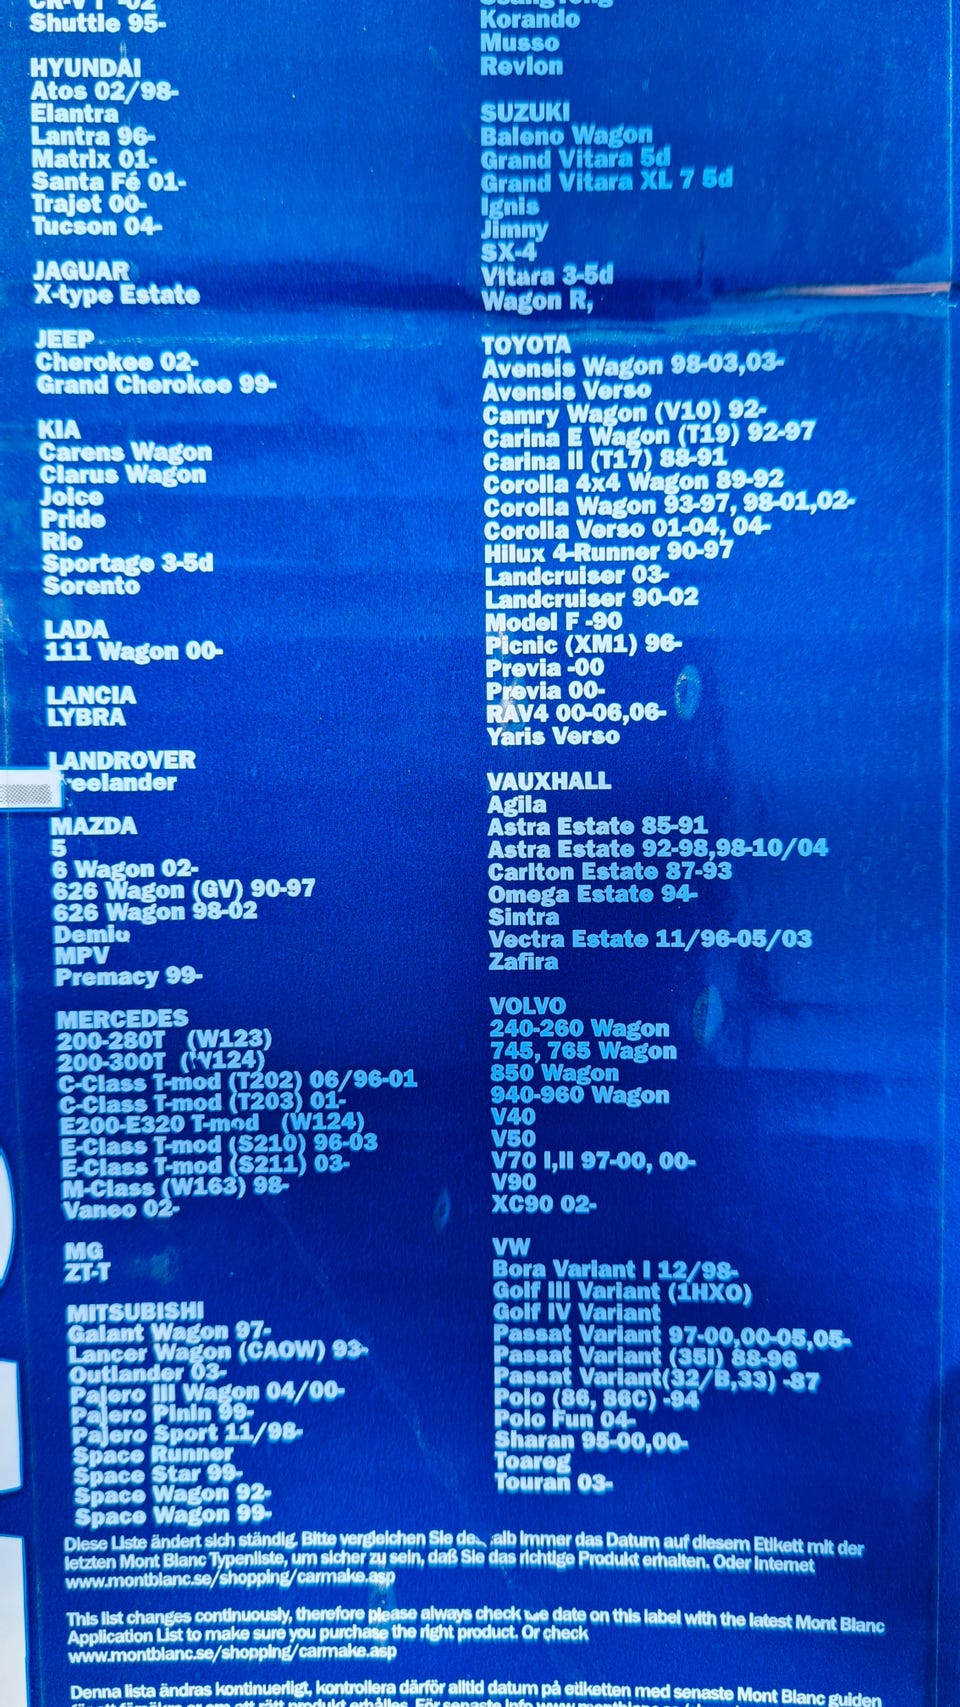 CR-V I -02
Shuttle 95-
HYUNDAI
Atos 02/98-
Elantra
Lantra 96-
Matrix 01-
Santa Fé 01-
Trajet 00-
Tucson 04-
JAGUAR
X-type Estate
JEEP
Cherokee 02-
Grand Cherokee 99-
KIA
Carens Wagon
Clarus Wagon
Joice
Pride
Rio
Sportage 3-5d
Sorento
LADA
111 Wagon 00-
LANCIA
LYBRA
LANDROVER
reelander
MAZDA
5
6 Wagon 02-
626 Wagon (GV) 90-97
626 Wagon 98-02
Demio
MPV
Premacy 99-
MERCEDES
200-280T (W123)
200-300T (W124)
C-Class T-mod (T202) 06/96-01
C-Class T-mod (T203) 01-
E200-E320 T-mod (W124)
E-Class T-mod (S210) 96-03
E-Class T-mod (S211) 03-
M-Class (W163) 98-
Vaneo 02-
MG
ZT-T
MITSUBISHI
Galant Wagon 97-
Lancer Wagon (CAOW) 93-
Outlander 03-
Pajero III Wagon 04/00-
Pajero Pinin 99-
Pajero Sport 11/98-
Space Runner
Space Star 99-
Space Wagon 92-
Space Wagon 99-
SsangYong
Korando
Musso
Revion
SUZUKI
Baleno Wagon
Grand Vitara 5d
Grand Vitara XL 7 5d
Ignis
Jimny
SX-4
Vitara 3-5d
Wagon R,
TOYOTA
Avensis Wagon 98-03,03-
Avensis Verso
Camry Wagon (V10) 92-
Carina E Wagon (T19) 92-97
Carina II (T17) 88-91
Corolla 4x4 Wagon 89-92
Corolla Wagon 93-97, 98-01,02-
Corolla Verso 01-04, 04-
Hilux 4-Runner 90-97
Landcruiser 03-
Landcruiser 90-02
Model F -90
Picnic (XM1) 96-
Previa -00
Previa 00-
RAV4 00-06,06-
Yaris Verso
VAUXHALL
Agila
Astra Estate 85-91
Astra Estate 92-98,98-10/04
Carlton Estate 87-93
Omega Estate 94-
Sintra
Vectra Estate 11/96-05/03
Zafira
VOLVO
240-260 Wagon
745, 765 Wagon
850 Wagon
940-960 Wagon
V40
V50
V70 I,II 97-00, 00-
V90
XC90 02-
VW
Bora Variant I 12/98-
Golf III Variant (1HXO)
Golf IV Variant
Passat Variant 97-00,00-05,05-
Passat Variant (35I) 88-96
Passat Variant(32/B,33) -87
Polo (86, 86C) -94
Polo Fun 04-
Sharan 95-00,00-
Toareg
Touran 03-
Diese Liste ändert sich ständig. Bitte vergleichen Sie de alb immer das Datum auf diesem Etikett mit der
letzten Mont Blanc Typenliste, um sicher zu sein, daß Sie das richtige Produkt erhalten. Oder Internet
www.montblanc.se/shopping/carmake.asp
This list changes continuously, therefore please always check the date on this label with the latest Mont Blanc
Application List to make sure you purchase the right product. Or check
www.montblanc.se/shopping/carmake.asp
Denna lista ändras kontinuerligt, kontrollera därför alltid datum på etiketten med senaste Mont Blanc guiden